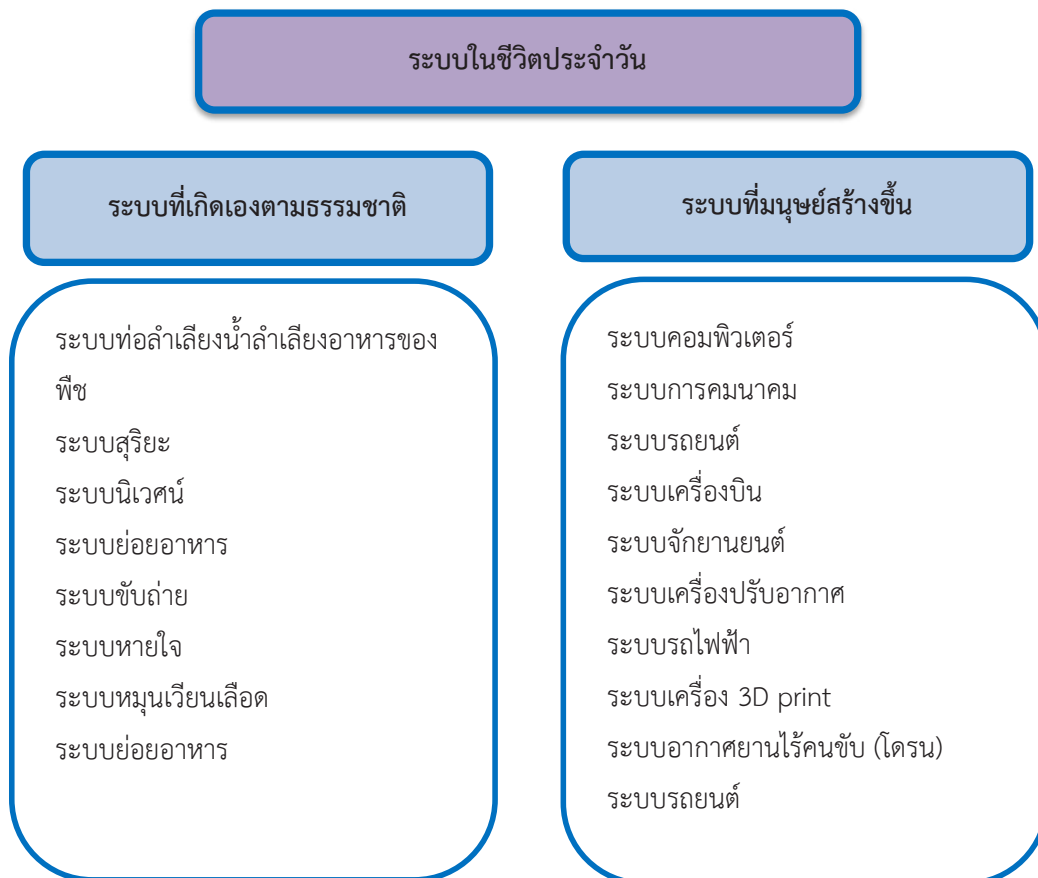 ระบบในชีวิตประจำวัน
ระบบที่เกิดเองตามธรรมชาติ
ระบบท่อลำเลียงน้ำลำเลียงอาหารของ
พืช
ระบบสุริยะ
ระบบนิเวศน์
ระบบย่อยอาหาร
ระบบขับถ่าย
ระบบหายใจ
ระบบหมุนเวียนเลือด
ระบบย่อยอาหาร
ระบบที่มนุษย์สร้างขึ้น
ระบบคอมพิวเตอร์
ระบบการคมนาคม
ระบบรถยนต์
ระบบเครื่องบิน
ระบบจักยานยนต์
ระบบเครื่องปรับอากาศ
ระบบรถไฟฟ้า
ระบบเครื่อง 3D print
ระบบอากาศยานไร้คนขับ (โดรน)
ระบบรถยนต์